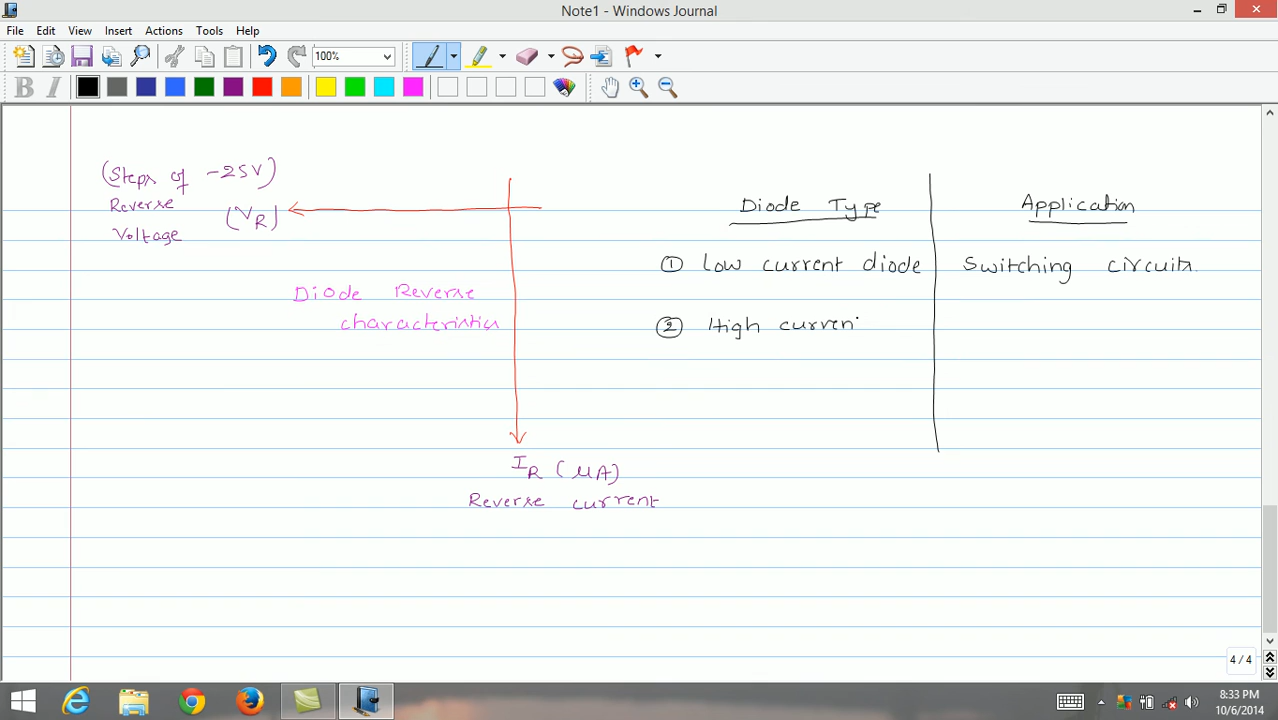 Note1 - Windows Journal
File Edit View Insert Actions Tools Help
100%
B I
(Steps of -25V)
Reverse
Voltage
(VR)
Diode Reverse
characteristics
IR (μA)
Reverse current
Diode Type Application
① Low current diode Switching circuits.
② High curren
4 / 4
8:33 PM
10/6/2014